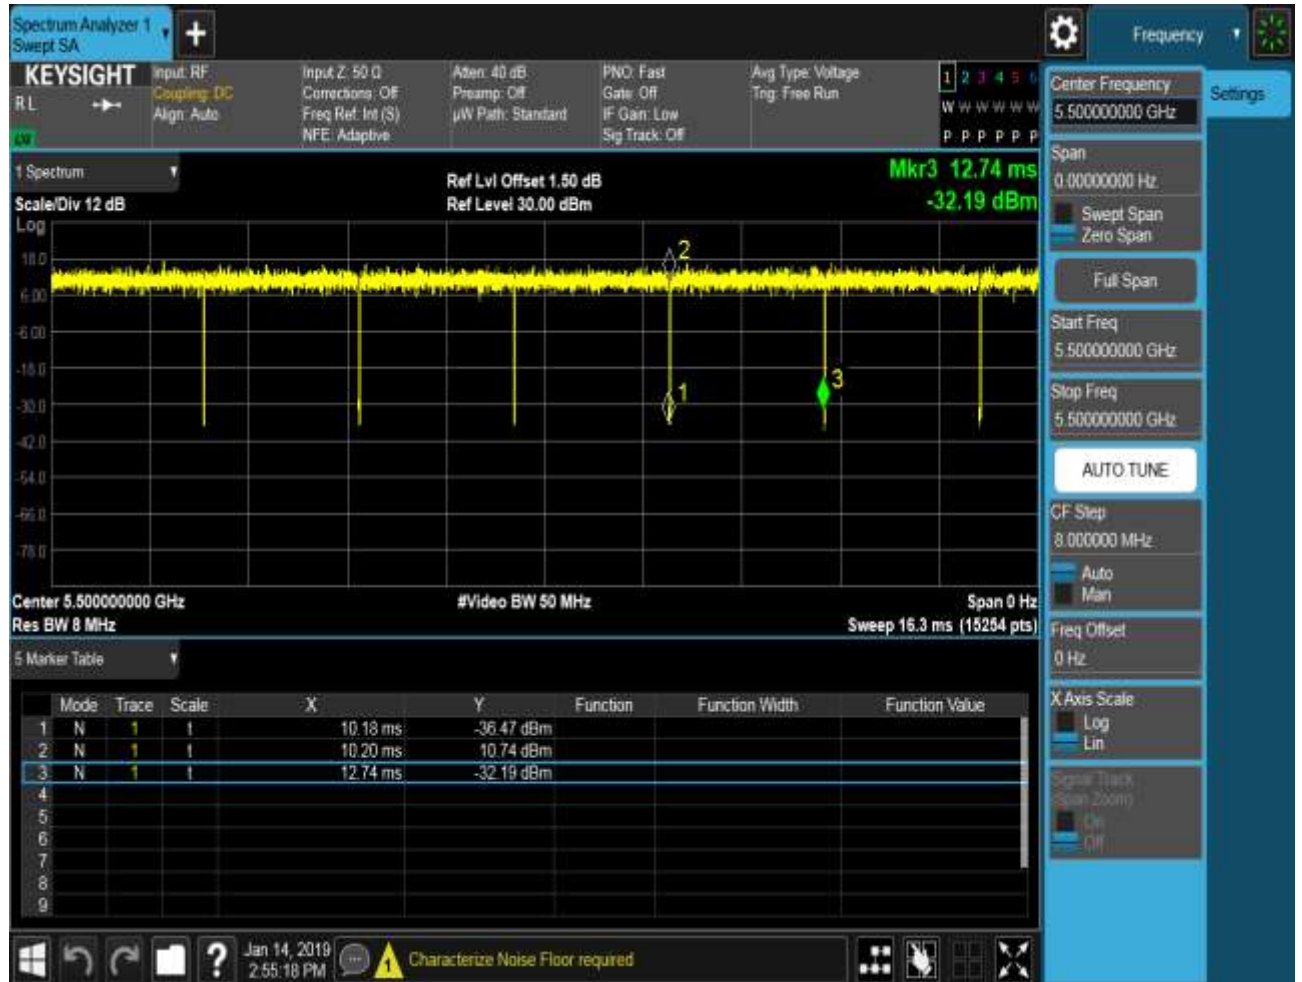 Spectrum Analyzer 1
Swept SA
Frequency
KEYSIGHT
R L
Input: RF
Coupling: DC
Align: Auto
Input Z: 50 Ω
Corrections: Off
Freq Ref: Int (S)
NFE: Adaptive
Atten: 40 dB
Preamp: Off
µW Path: Standard
PNO: Fast
Gate: Off
IF Gain: Low
Sig Track: Off
Avg Type: Voltage
Trig: Free Run
1 2 3 4 5 6
W W W W W W
P P P P P P
1 Spectrum
Scale/Div 12 dB
Log
Ref Lvl Offset 1.50 dB
Ref Level 30.00 dBm
Mkr3 12.74 ms
-32.19 dBm
18.0
6.00
-6.00
-18.0
-30.0
-42.0
-54.0
-66.0
-78.0
2
1
3
Center 5.500000000 GHz
#Video BW 50 MHz
Span 0 Hz
Res BW 8 MHz
Sweep 16.3 ms (15254 pts)
5 Marker Table
Mode Trace Scale X Y Function Function Width Function Value
1 N 1 t 10.18 ms -36.47 dBm
2 N 1 t 10.20 ms 10.74 dBm
3 N 1 t 12.74 ms -32.19 dBm
4
5
6
7
8
9
Jan 14, 2019
2:55:18 PM
?
1
Characterize Noise Floor required
Settings
Center Frequency
5.500000000 GHz
Span
0.00000000 Hz
Swept Span
Zero Span
Full Span
Start Freq
5.500000000 GHz
Stop Freq
5.500000000 GHz
AUTO TUNE
CF Step
8.000000 MHz
Auto
Man
Freq Offset
0 Hz
X Axis Scale
Log
Lin
Signal Track
(Span Zoom)
On
Off